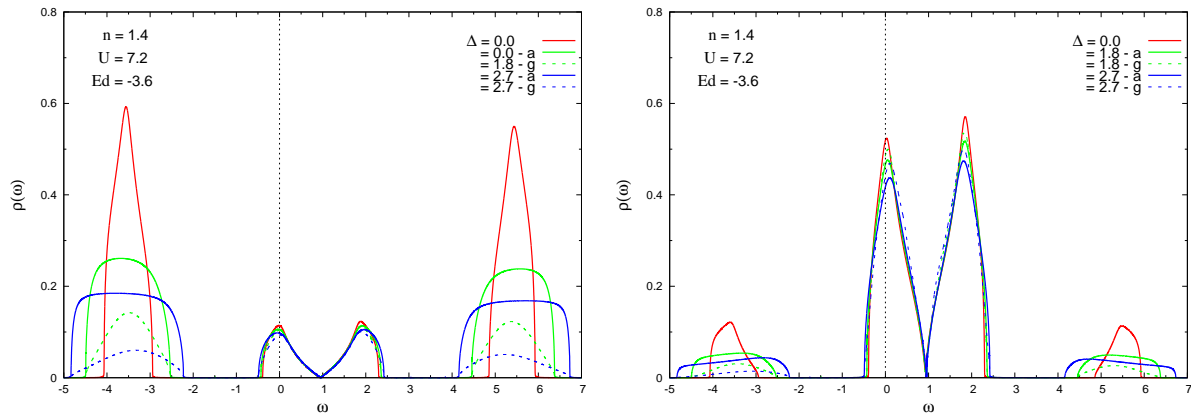 0.8
0.6
0.4
0.2
0
ρ(ω)
n = 1.4
U = 7.2
Ed = -3.6
Δ = 0.0
= 0.0 - a
= 1.8 - g
= 2.7 - a
= 2.7 - g
-5 -4 -3 -2 -1 0 1 2 3 4 5 6 7
ω
0.8
0.6
0.4
0.2
0
ρ(ω)
n = 1.4
U = 7.2
Ed = -3.6
Δ = 0.0
= 1.8 - a
= 1.8 - g
= 2.7 - a
= 2.7 - g
-5 -4 -3 -2 -1 0 1 2 3 4 5 6 7
ω